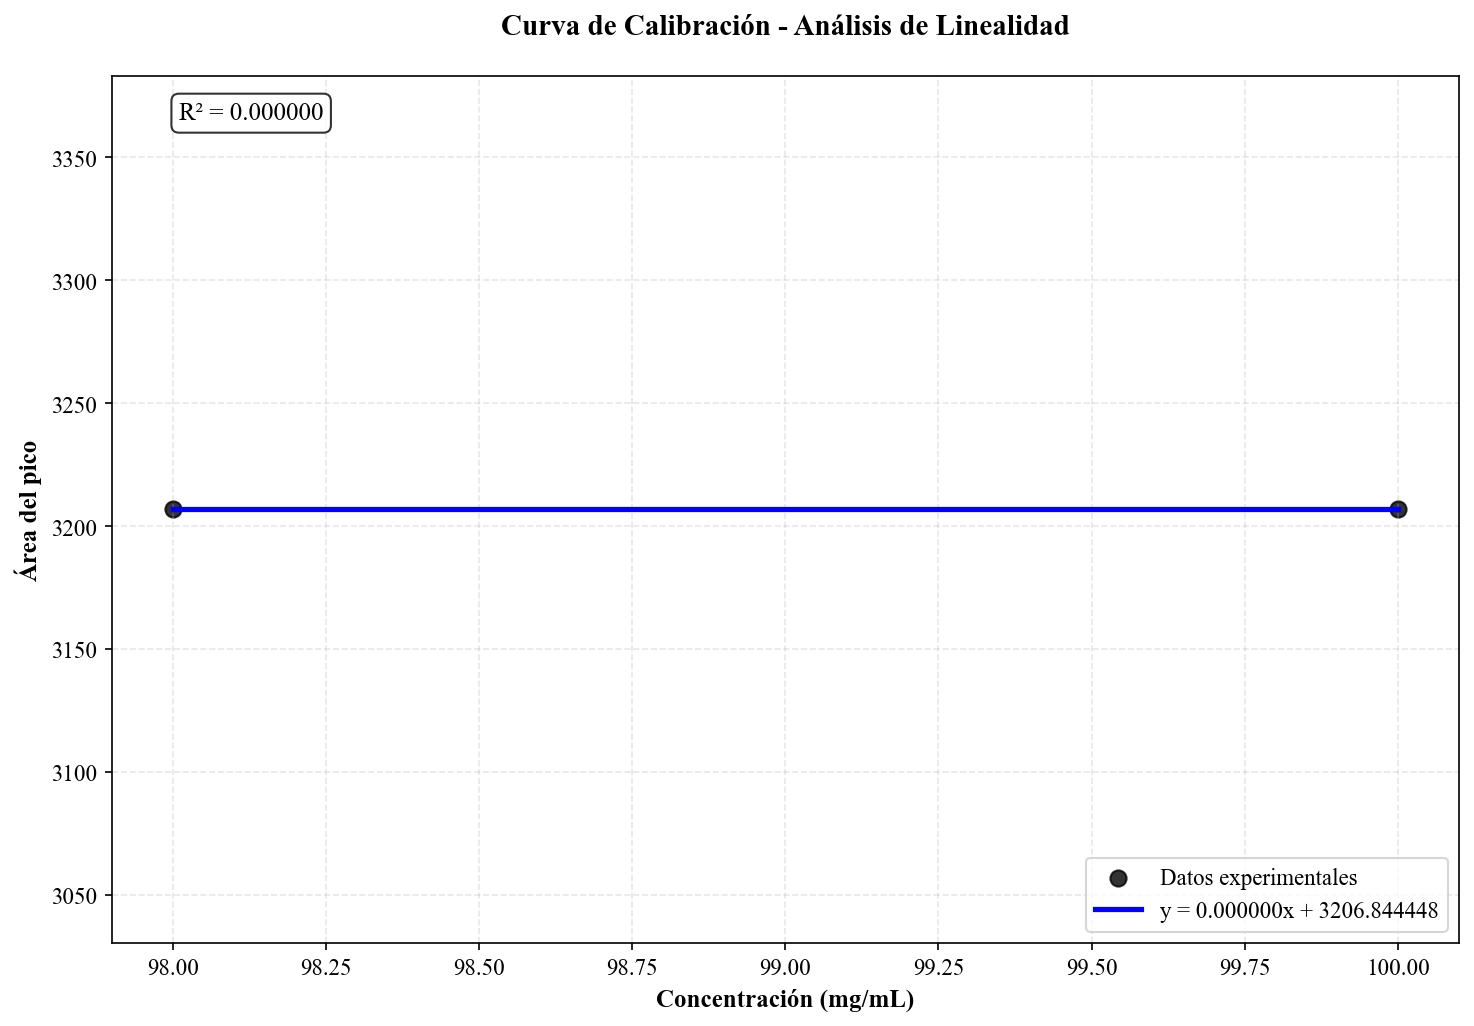 Curva de Calibración - Análisis de Linealidad
R² = 0.000000
3350
3300
3250
3200
3150
3100
3050
Área del pico
Datos experimentales
y = 0.000000x + 3206.844448
98.00 98.25 98.50 98.75 99.00 99.25 99.50 99.75 100.00
Concentración (mg/mL)